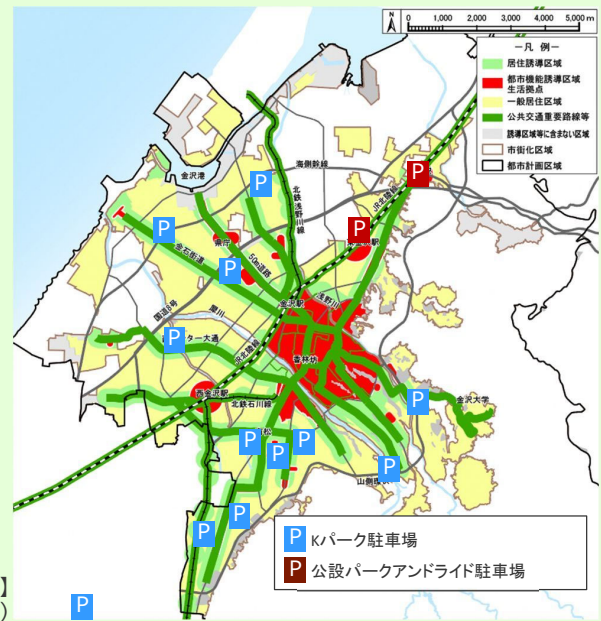 N
0 1,000 2,000 3,000 4,000 5,000 m
－凡 例－
居住誘導区域
都市機能誘導区域
生活拠点
一般居住区域
公共交通重要路線等
誘導区域等に含まない区域
市街化区域
都市計画区域
金沢港
海側幹線
北鉄浅野川線
JR北陸線
P
P
P
P
金石街道
県庁
50m道路
P
金沢駅
浅野川
国道8号
犀川
P
JR北陸線
香林坊
西金沢駅
北鉄石川線
P
金沢大学
P
P
P
P
山側
P
P
P Kパーク駐車場
P 公設パークアンドライド駐車場
】
)
P